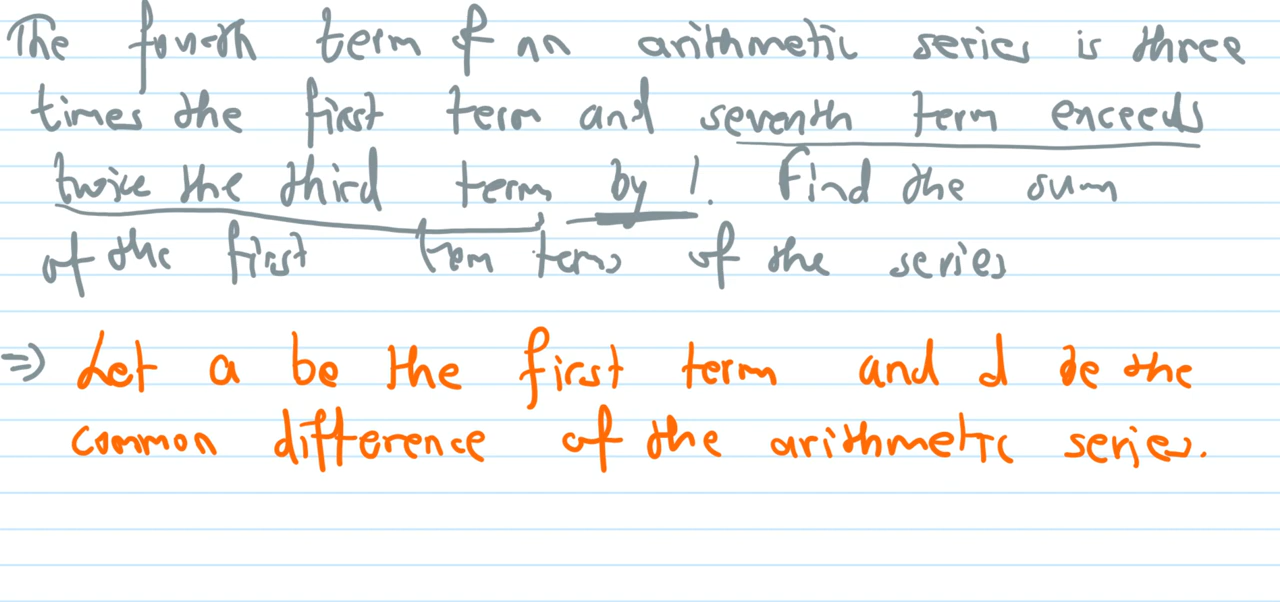 The fourth term of an arithmetic series is three
times the first term and seventh term exceeds
twice the third term by 1. Find the sum
of the first tem tems of the series
=> Let a be the first term and d be the
common difference of the arithmetic series.